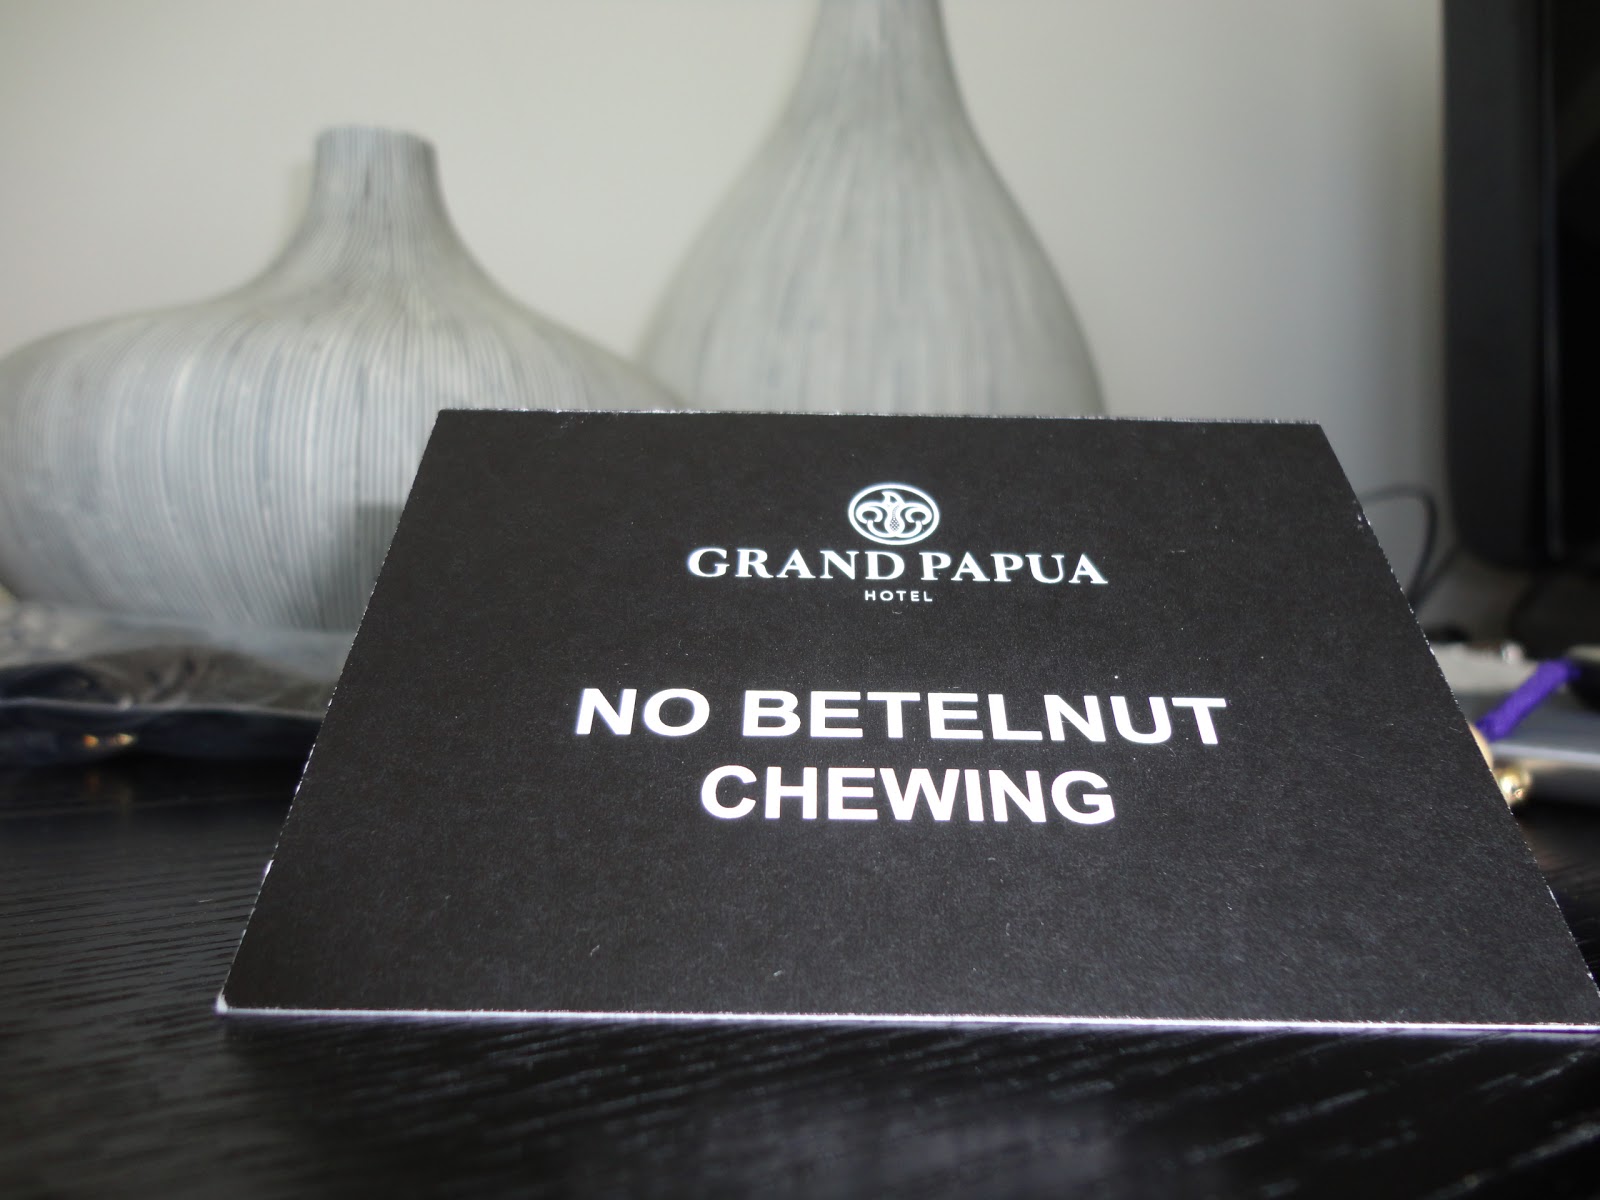 GRAND PAPUA
HOTEL
NO BETELNUT
CHEWING